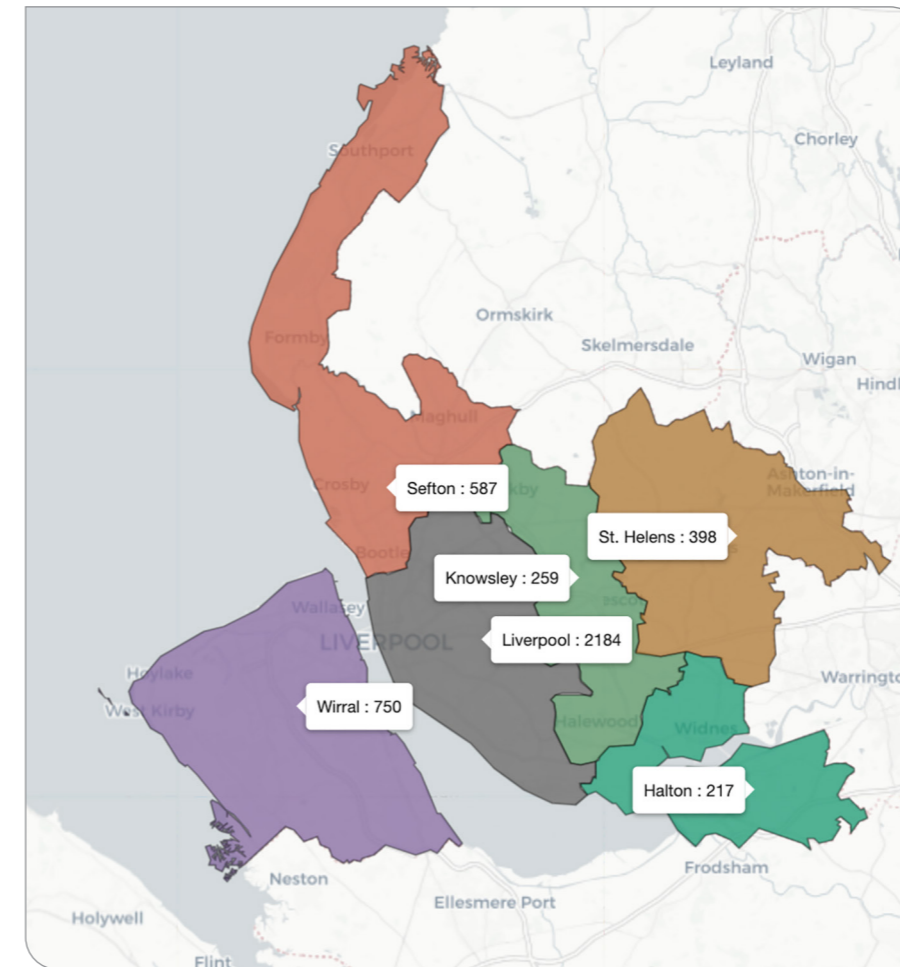 Leyland
Chorley
Southport
Ormskirk
Skelmersdale
Formby
Wigan
Maghull
Ashton-in-
Makerfield
Crosby
Sefton : 587
St. Helens : 398
Bootle
Knowsley : 259
Wallasey
LIVERPOOL
Liverpool : 2184
Hoylake
West Kirby
Wirral : 750
Halewood
Widnes
Halton : 217
Frodsham
Neston
Ellesmere Port
Holywell
Flint